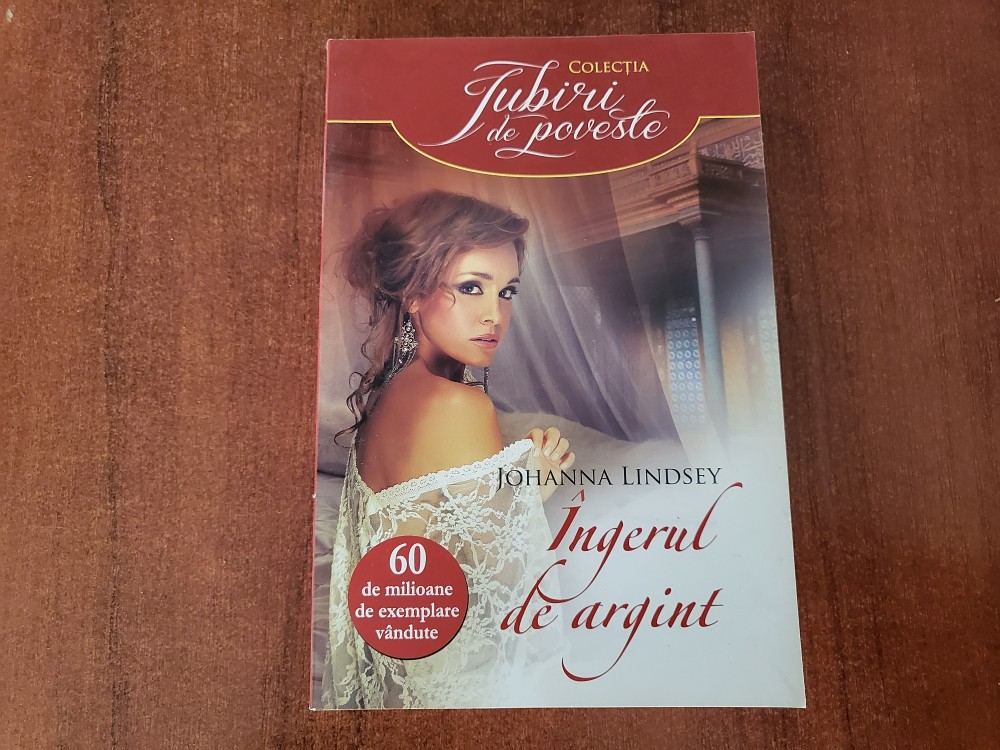 COLECȚIA
Iubiri
de poveste
JOHANNA LINDSEY
Îngerul
de argint
60
de milioane
de exemplare
vândute